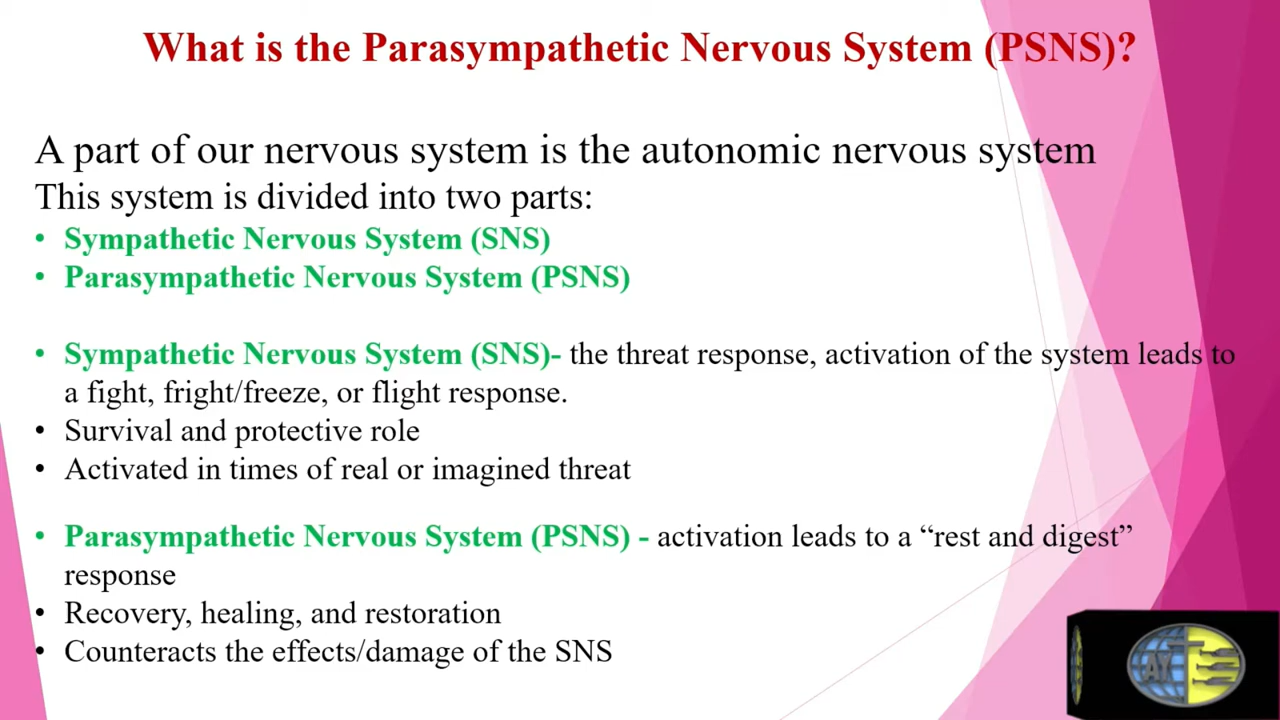 What is the Parasympathetic Nervous System (PSNS)?
A part of our nervous system is the autonomic nervous system
This system is divided into two parts:
• Sympathetic Nervous System (SNS)
• Parasympathetic Nervous System (PSNS)
• Sympathetic Nervous System (SNS)- the threat response, activation of the system leads to
a fight, fright/freeze, or flight response.
• Survival and protective role
• Activated in times of real or imagined threat
• Parasympathetic Nervous System (PSNS) - activation leads to a “rest and digest”
response
• Recovery, healing, and restoration
• Counteracts the effects/damage of the SNS